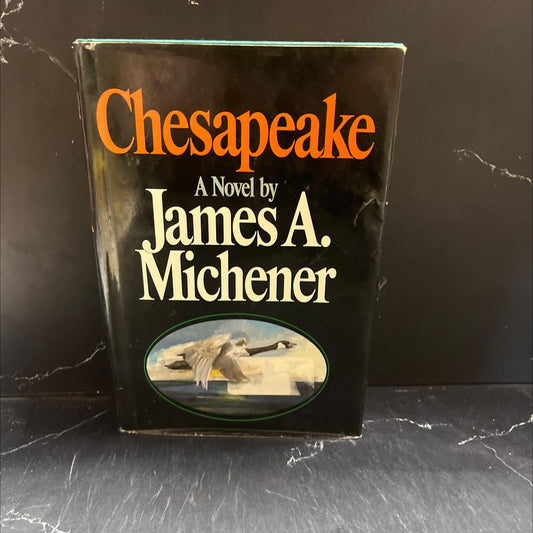 Chesapeake
A Novel by
James A.
Michener